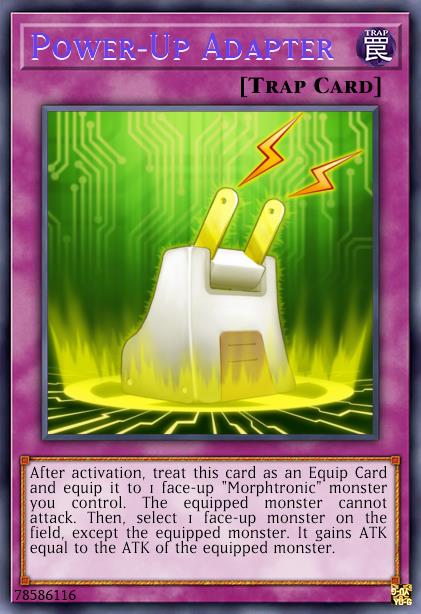 POWER-UP ADAPTER
TRAP
罠
[TRAP CARD]
After activation, treat this card as an Equip Card
and equip it to 1 face-up "Morphtronic" monster
you control. The equipped monster cannot
attack. Then, select 1 face-up monster on the
field, except the equipped monster. It gains ATK
equal to the ATK of the equipped monster.
78586116